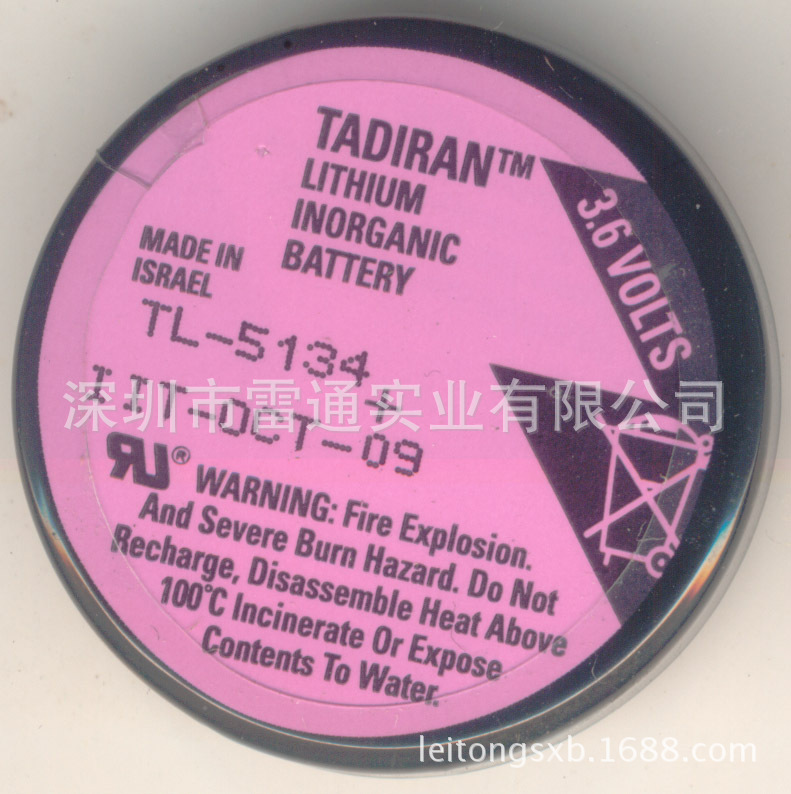 TADIRAN™
LITHIUM
INORGANIC
BATTERY
3.6 VOLTS
MADE IN
ISRAEL
TL-5134
OCT-09
深圳市雷通实业有限公司
®
WARNING: Fire Explosion.
And Severe Burn Hazard. Do Not
Recharge, Disassemble Heat Above
100°C Incinerate Or Expose
Contents To Water.
leitongsxb.1688.com